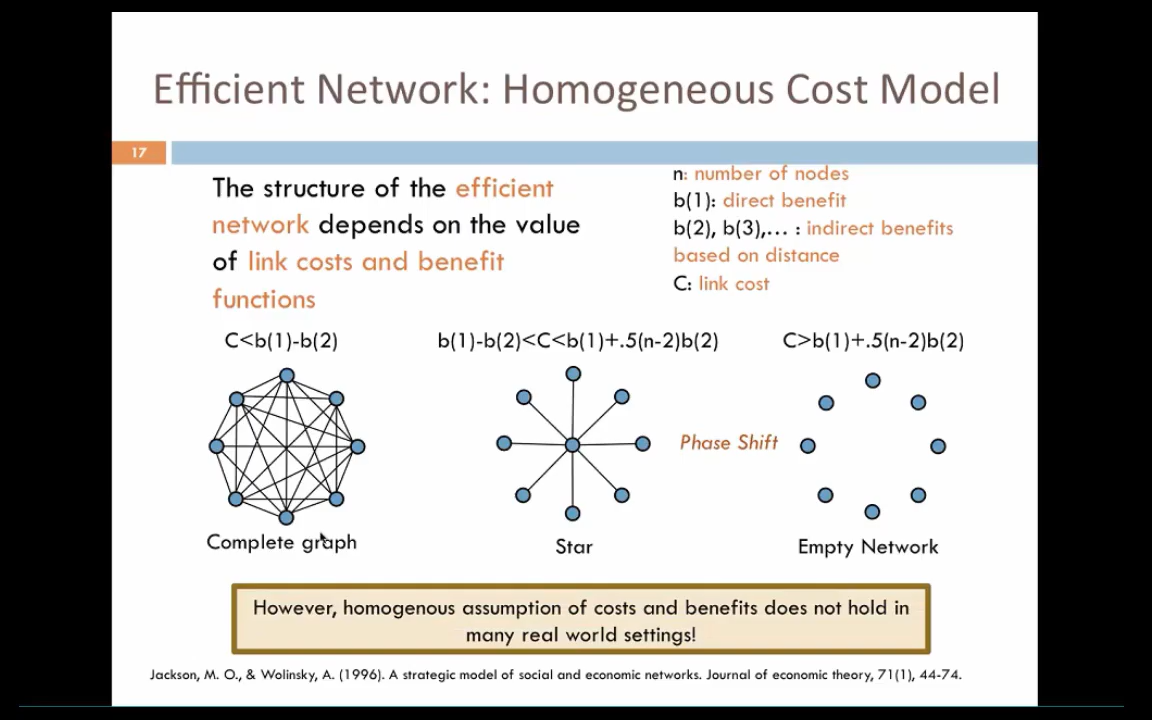 Efficient Network: Homogeneous Cost Model
17
The structure of the efficient
network depends on the value
of link costs and benefit
functions
n: number of nodes
b(1): direct benefit
b(2), b(3),… : indirect benefits
based on distance
C: link cost
C<b(1)-b(2)
b(1)-b(2)<C<b(1)+.5(n-2)b(2)
C>b(1)+.5(n-2)b(2)
Phase Shift
Complete graph
Star
Empty Network
However, homogenous assumption of costs and benefits does not hold in
many real world settings!
Jackson, M. O., & Wolinsky, A. (1996). A strategic model of social and economic networks. Journal of economic theory, 71(1), 44-74.